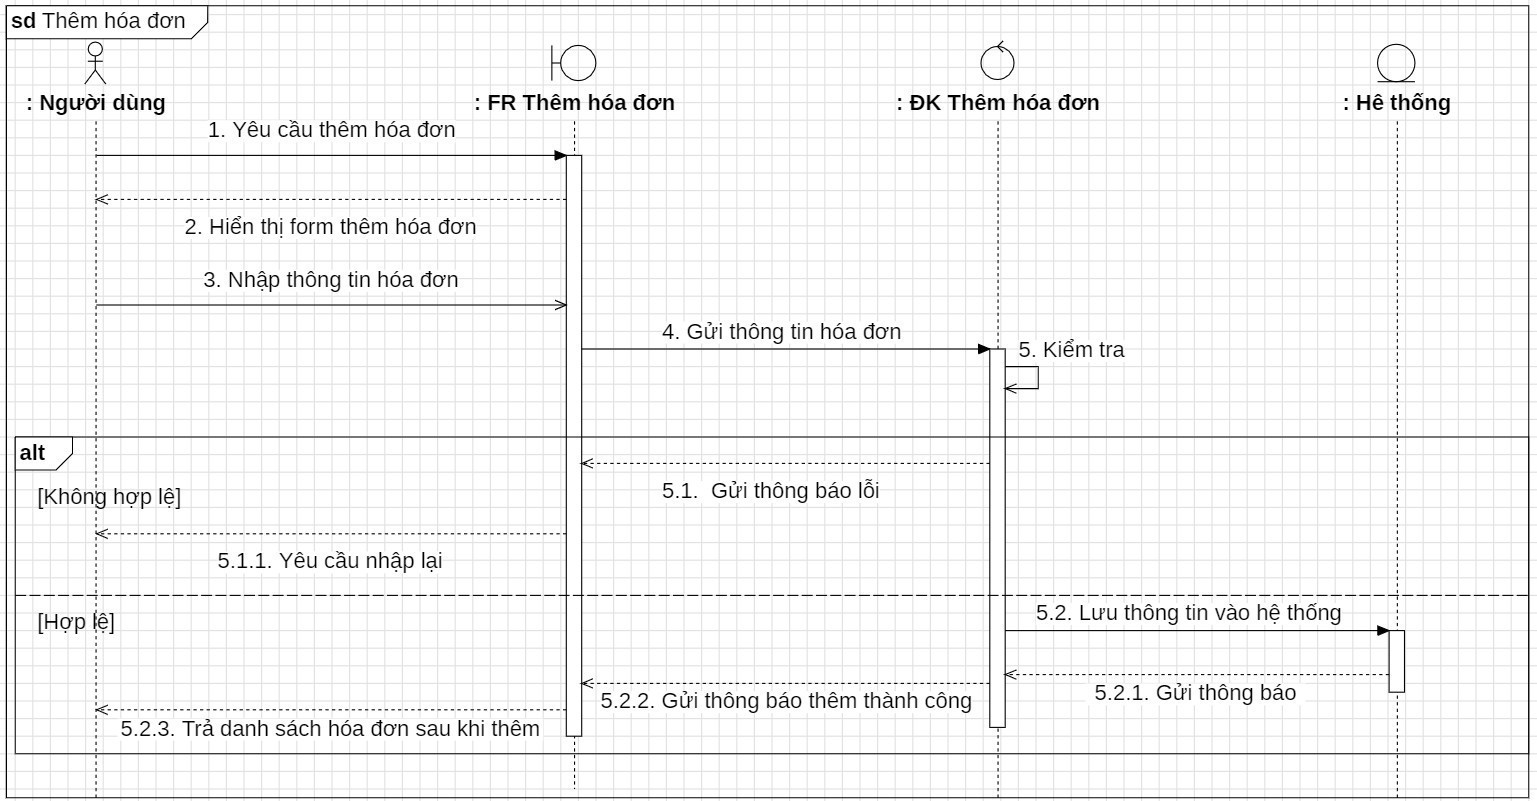 sd Thêm hóa đơn
: Người dùng
: FR Thêm hóa đơn
: ĐK Thêm hóa đơn
: Hê thống
1. Yêu cầu thêm hóa đơn
2. Hiển thị form thêm hóa đơn
3. Nhập thông tin hóa đơn
4. Gửi thông tin hóa đơn
5. Kiểm tra
alt
[Không hợp lệ]
5.1. Gửi thông báo lỗi
5.1.1. Yêu cầu nhập lại
[Hợp lệ]
5.2. Lưu thông tin vào hệ thống
5.2.1. Gửi thông báo
5.2.2. Gửi thông báo thêm thành công
5.2.3. Trả danh sách hóa đơn sau khi thêm